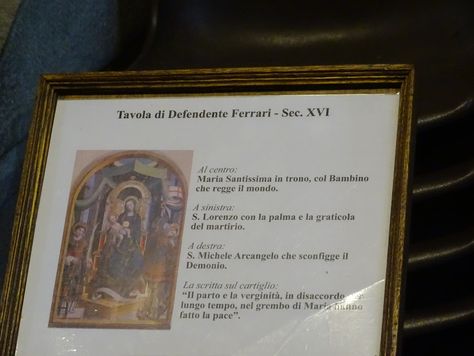 Tavola di Defendente Ferrari - Sec. XVI
Al centro:
Maria Santissima in trono, col Bambino
che regge il mondo.
A sinistra:
S. Lorenzo con la palma e la graticola
del martirio.
A destra:
S. Michele Arcangelo che sconfigge il
Demonio.
La scritta sul cartiglio:
“Il parto e la verginità, in disaccordo
lungo tempo, nel grembo di Maria hanno
fatto la pace”.